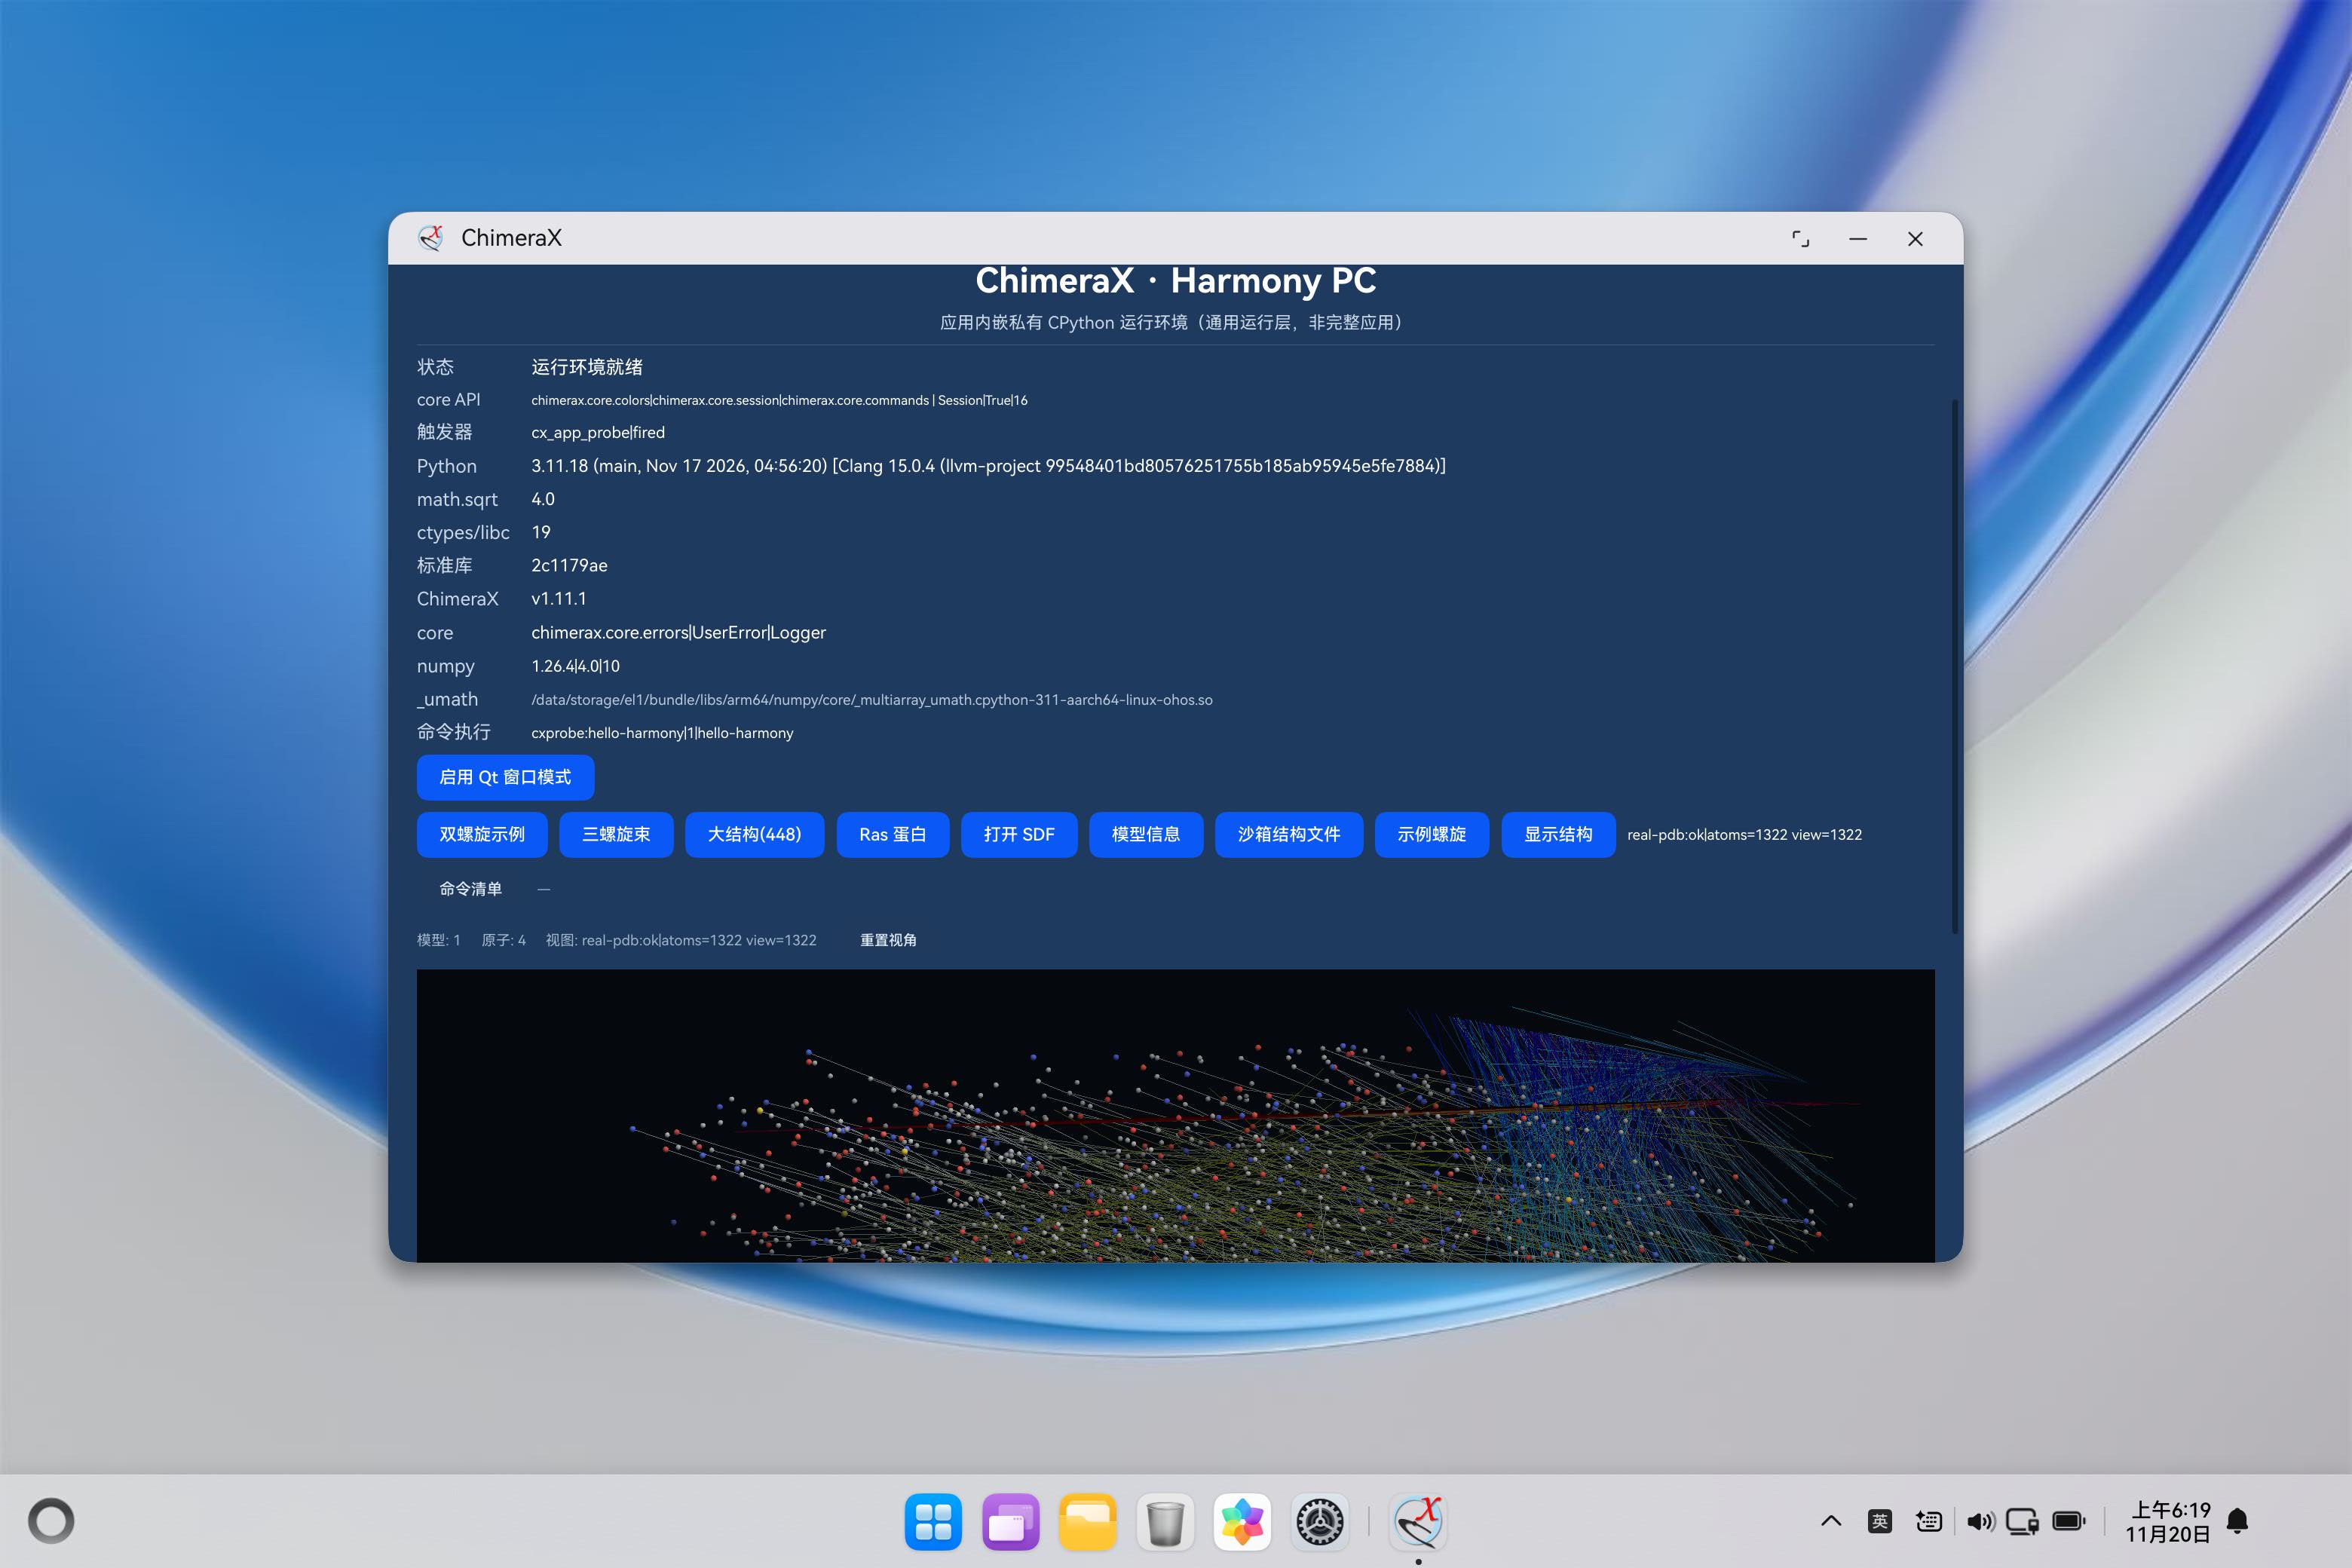 ChimeraX
ChimeraX · Harmony PC
应用内嵌私有 CPython 运行环境（通用运行层，非完整应用）
状态 运行环境就绪
core API chimerax.core.colors|chimerax.core.session|chimerax.core.commands | Session|True|16
触发器 cx_app_probe|fired
Python 3.11.18 (main, Nov 17 2026, 04:56:20) [Clang 15.0.4 (llvm-project 99548401bd80576251755b185ab95945e5fe7884)]
math.sqrt 4.0
ctypes/libc 19
标准库 2c1179ae
ChimeraX v1.11.1
core chimerax.core.errors|UserError|Logger
numpy 1.26.4|4.0|10
_umath /data/storage/el1/bundle/libs/arm64/numpy/core/_multiarray_umath.cpython-311-aarch64-linux-ohos.so
命令执行 cxprobe:hello-harmony|1|hello-harmony
启用 Qt 窗口模式
双螺旋示例 三螺旋束 大结构(448) Ras 蛋白 打开 SDF 模型信息 沙箱结构文件 示例螺旋 显示结构 real-pdb:ok|atoms=1322 view=1322
命令清单 —
模型: 1 原子: 4 视图: real-pdb:ok|atoms=1322 view=1322 重置视角
英
上午6:19
11月20日